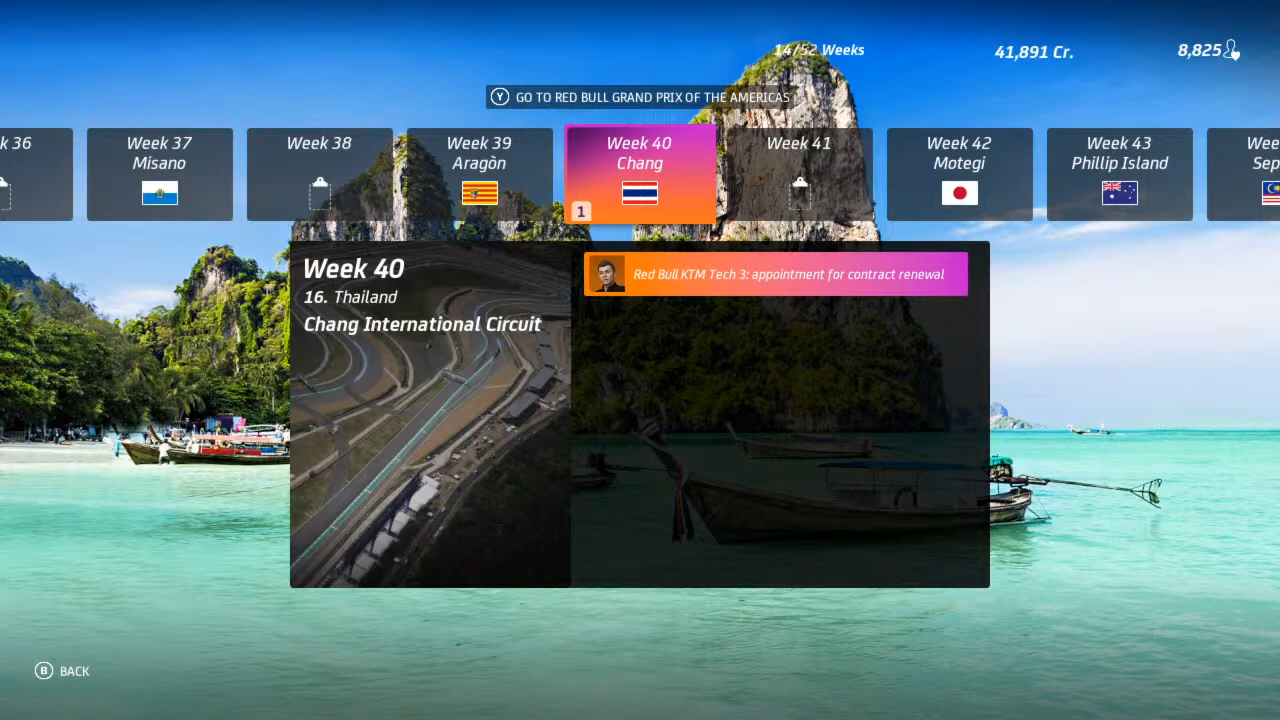 14/52 Weeks
41,891 Cr.
8,825
Y GO TO RED BULL GRAND PRIX OF THE AMERICAS
k 36
Week 37
Misano
Week 38
Week 39
Aragòn
Week 40
Chang
1
Week 41
Week 42
Motegi
Week 43
Phillip Island
Wee
Sep
Week 40
16. Thailand
Chang International Circuit
Red Bull KTM Tech 3: appointment for contract renewal
B BACK